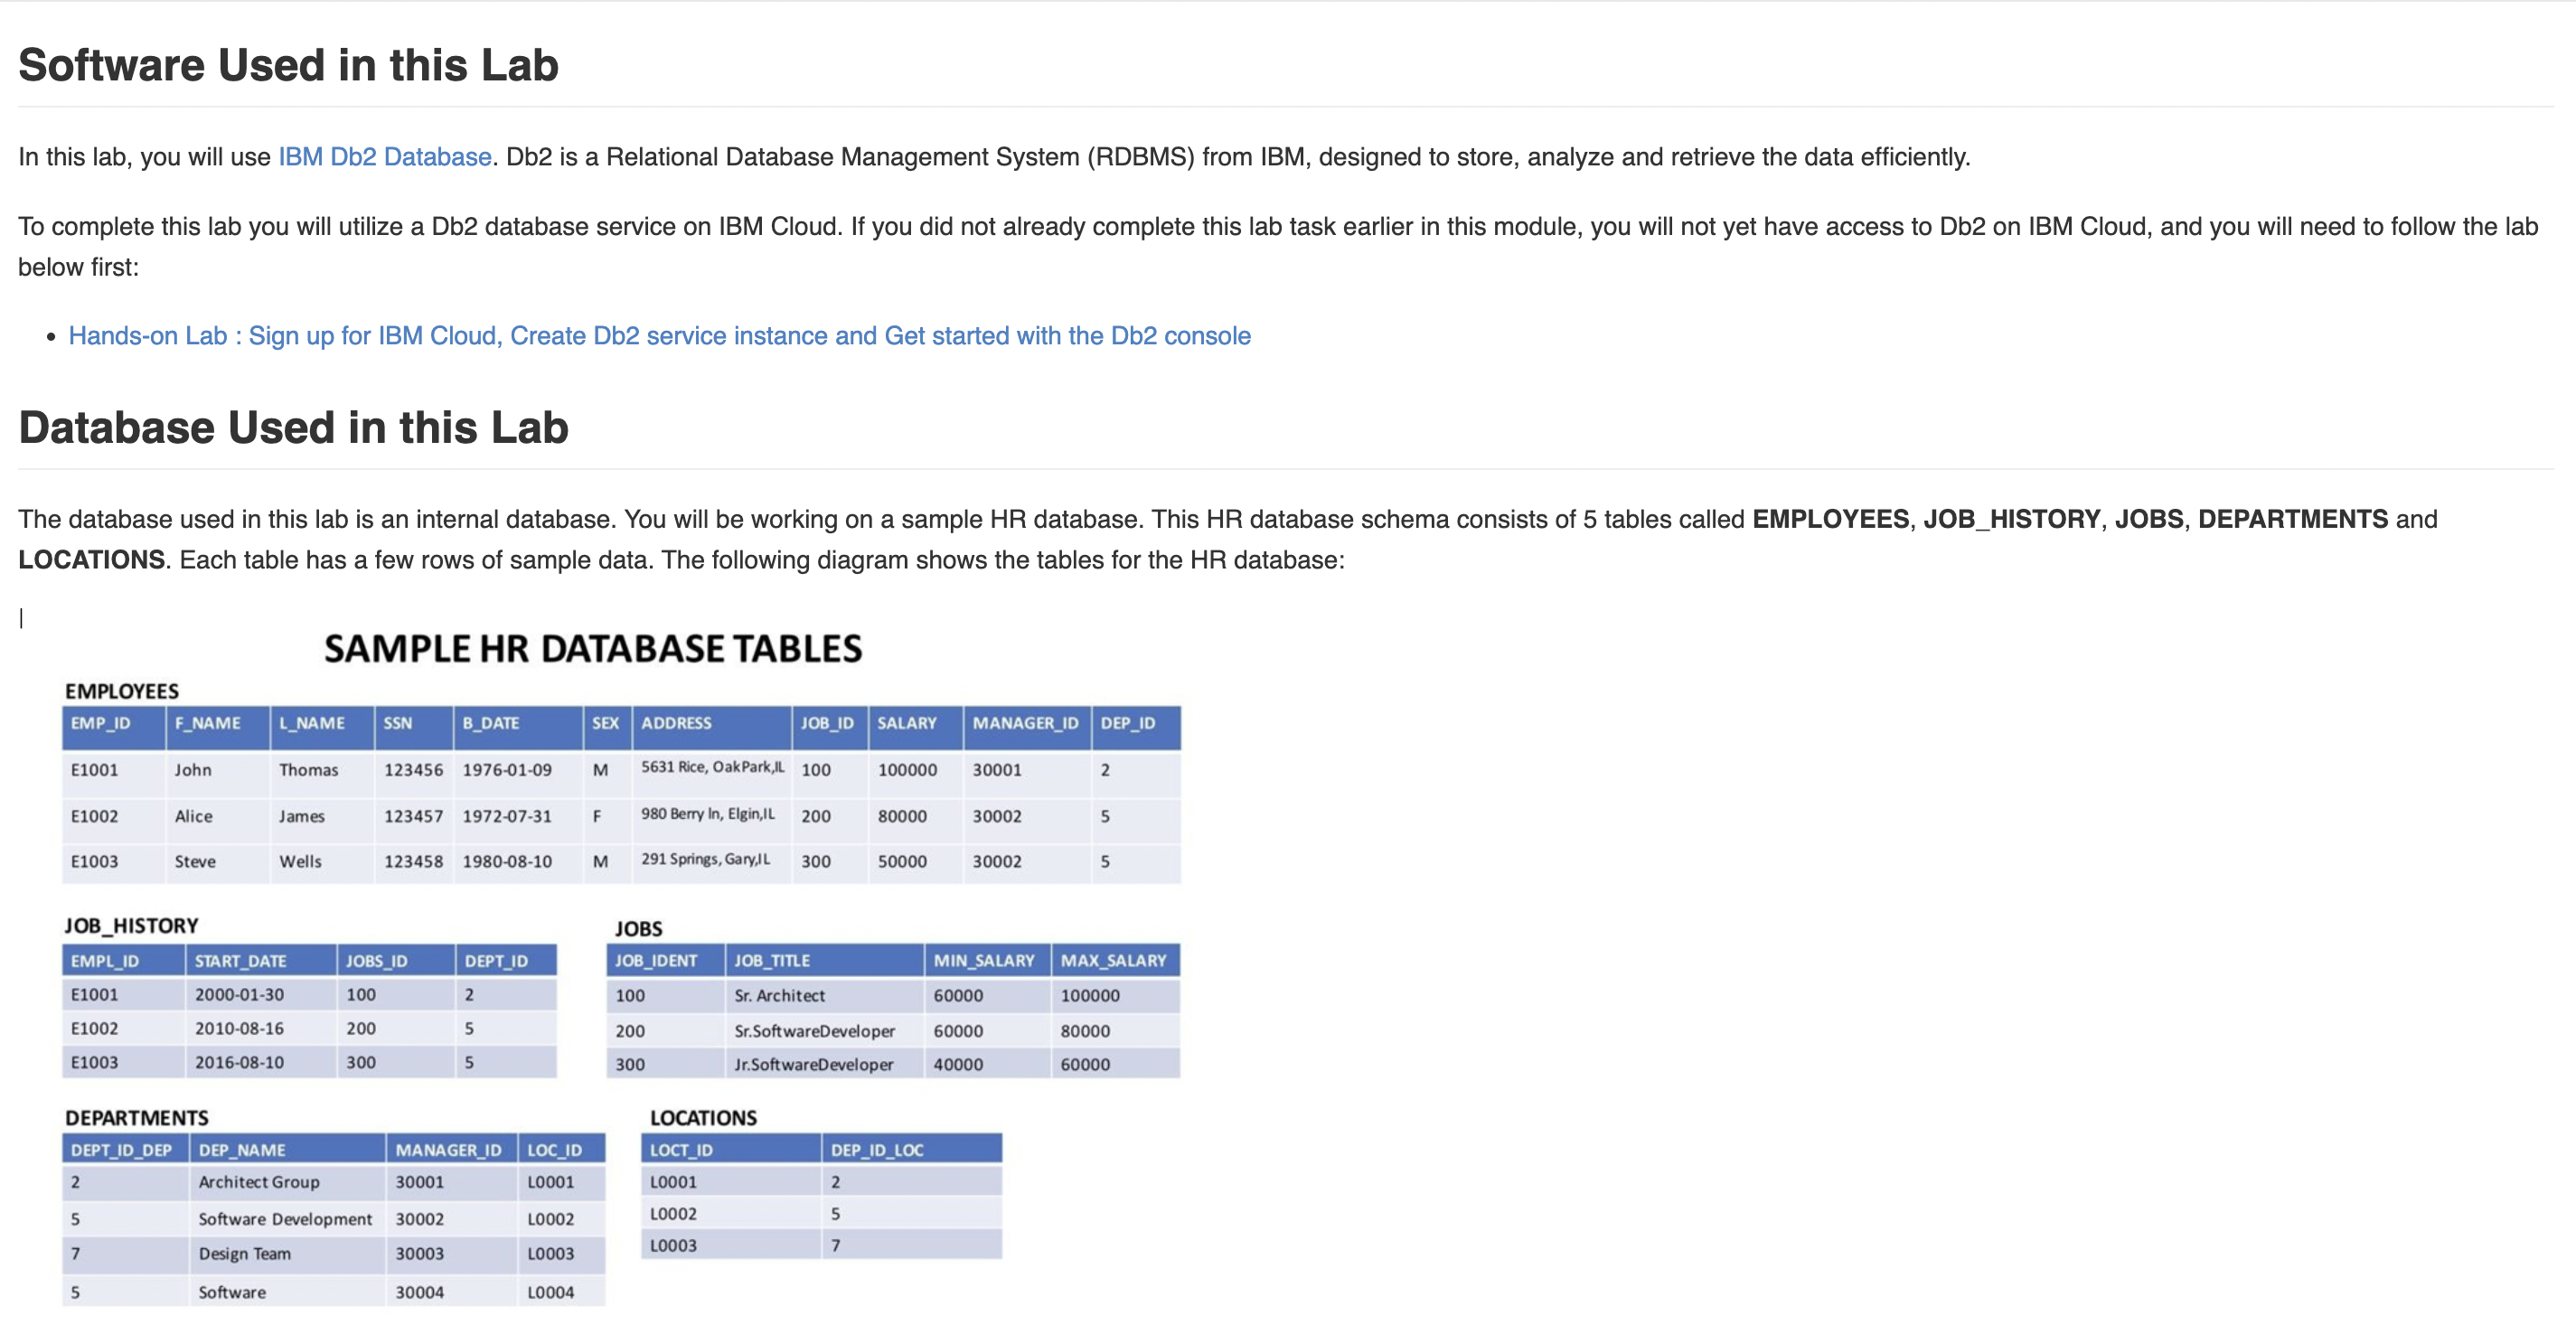 Software Used in this Lab
In this lab, you will use IBM Db2 Database. Db2 is a Relational Database Management System (RDBMS) from IBM, designed to store, analyze and retrieve the data efficiently.
To complete this lab you will utilize a Db2 database service on IBM Cloud. If you did not already complete this lab task earlier in this module, you will not yet have access to Db2 on IBM Cloud, and you will need to follow the lab
below first:
• Hands-on Lab : Sign up for IBM Cloud, Create Db2 service instance and Get started with the Db2 console
Database Used in this Lab
The database used in this lab is an internal database. You will be working on a sample HR database. This HR database schema consists of 5 tables called EMPLOYEES, JOB_HISTORY, JOBS, DEPARTMENTS and
LOCATIONS. Each table has a few rows of sample data. The following diagram shows the tables for the HR database:
|
SAMPLE HR DATABASE TABLES
EMPLOYEES
EMP_ID F_NAME L_NAME SSN B_DATE SEX ADDRESS JOB_ID SALARY MANAGER_ID DEP_ID
E1001 John Thomas 123456 1976-01-09 M 5631 Rice, OakPark,IL 100 100000 30001 2
E1002 Alice James 123457 1972-07-31 F 980 Berry ln, Elgin,IL 200 80000 30002 5
E1003 Steve Wells 123458 1980-08-10 M 291 Springs, Gary,IL 300 50000 30002 5
JOB_HISTORY
EMPL_ID START_DATE JOBS_ID DEPT_ID
E1001 2000-01-30 100 2
E1002 2010-08-16 200 5
E1003 2016-08-10 300 5
JOBS
JOB_IDENT JOB_TITLE MIN_SALARY MAX_SALARY
100 Sr. Architect 60000 100000
200 Sr.SoftwareDeveloper 60000 80000
300 Jr.SoftwareDeveloper 40000 60000
DEPARTMENTS
DEPT_ID_DEP DEP_NAME MANAGER_ID LOC_ID
2 Architect Group 30001 L0001
5 Software Development 30002 L0002
7 Design Team 30003 L0003
5 Software 30004 L0004
LOCATIONS
LOCT_ID DEP_ID_LOC
L0001 2
L0002 5
L0003 7